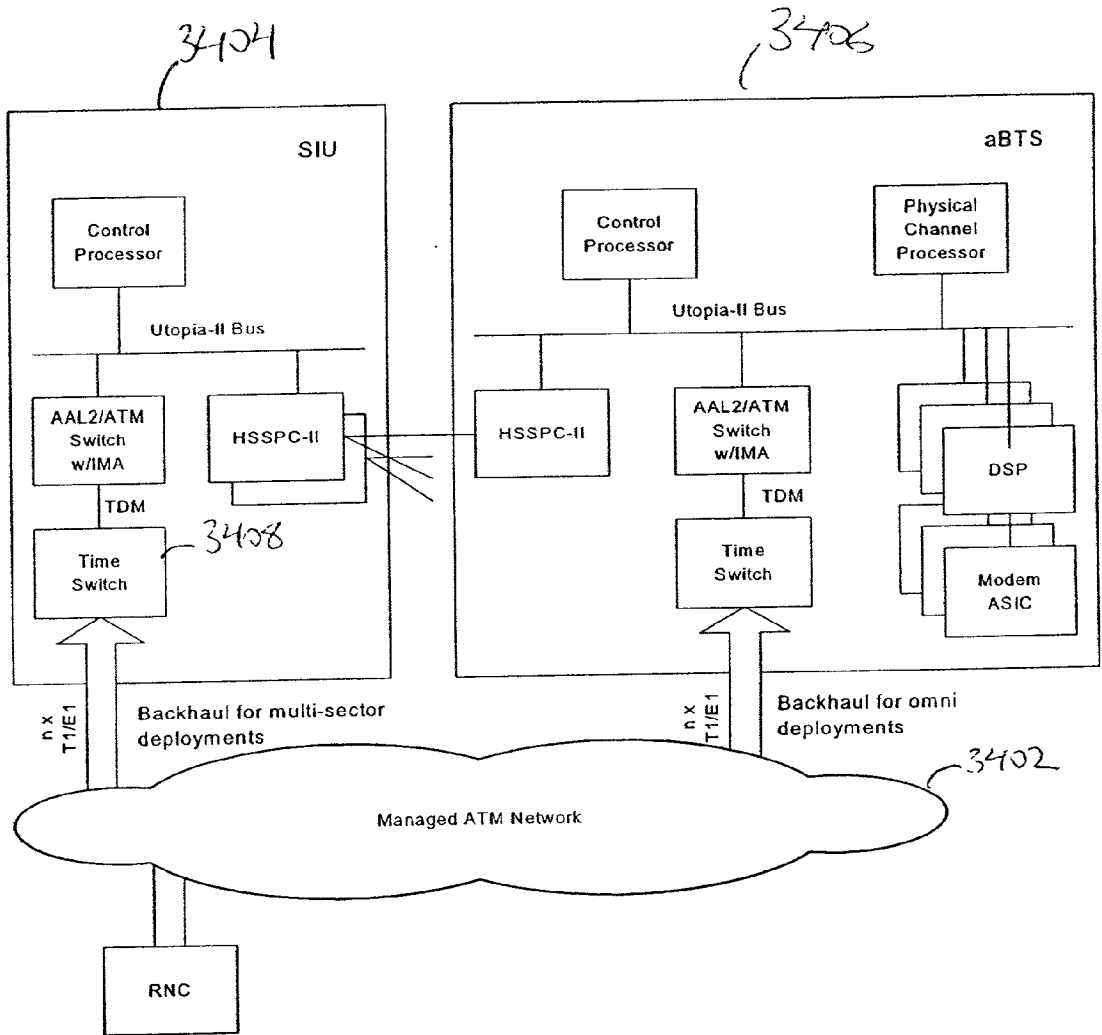 3404
3406
SIU
aBTS
Control
Processor
Control
Processor
Physical
Channel
Processor
Utopia-II Bus
Utopia-II Bus
AAL2/ATM
Switch
w/IMA
HSSPC-II
HSSPC-II
AAL2/ATM
Switch
w/IMA
DSP
TDM
TDM
3408
Time
Switch
Time
Switch
Modem
ASIC
n x
T1/E1
Backhaul for multi-sector
deployments
n x
T1/E1
Backhaul for omni
deployments
3402
Managed ATM Network
RNC